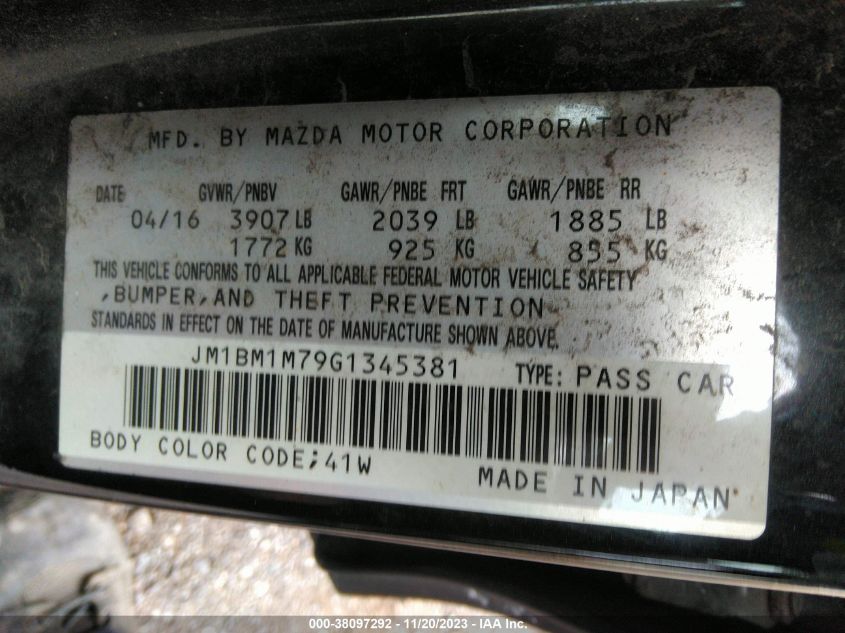 MFD. BY MAZDA MOTOR CORPORATION
DATE GVWR/PNBV GAWR/PNBE FRT GAWR/PNBE RR
04/16 3907 LB 2039 LB 1885 LB
1772 KG 925 KG 855 KG
THIS VEHICLE CONFORMS TO ALL APPLICABLE FEDERAL MOTOR VEHICLE SAFETY
,BUMPER,AND THEFT PREVENTION
STANDARDS IN EFFECT ON THE DATE OF MANUFACTURE SHOWN ABOVE.
JM1BM1M79G1345381 TYPE: PASS CAR
BODY COLOR CODE;41W
MADE IN JAPAN
000-38097292 - 11/20/2023 - IAA Inc.